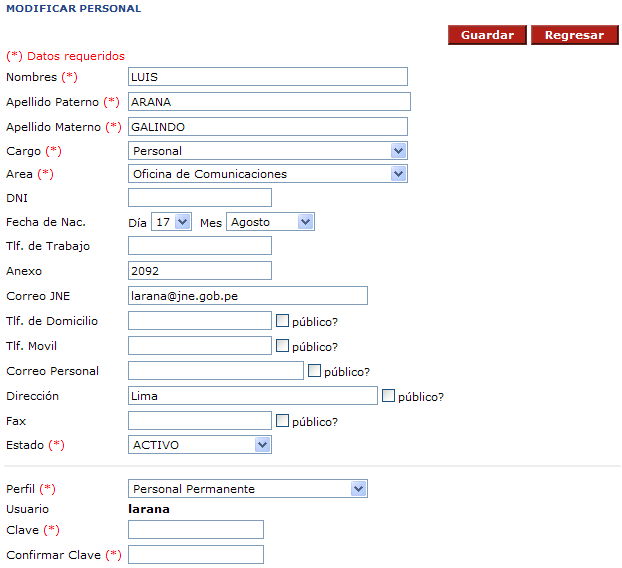 MODIFICAR PERSONAL
Guardar Regresar
(*) Datos requeridos
Nombres (*) LUIS
Apellido Paterno (*) ARANA
Apellido Materno (*) GALINDO
Cargo (*) Personal
Area (*) Oficina de Comunicaciones
DNI
Fecha de Nac. Día 17 Mes Agosto
Tlf. de Trabajo
Anexo 2092
Correo JNE larana@jne.gob.pe
Tlf. de Domicilio público?
Tlf. Movil público?
Correo Personal público?
Dirección Lima público?
Fax público?
Estado (*) ACTIVO
Perfil (*) Personal Permanente
Usuario larana
Clave (*)
Confirmar Clave (*)